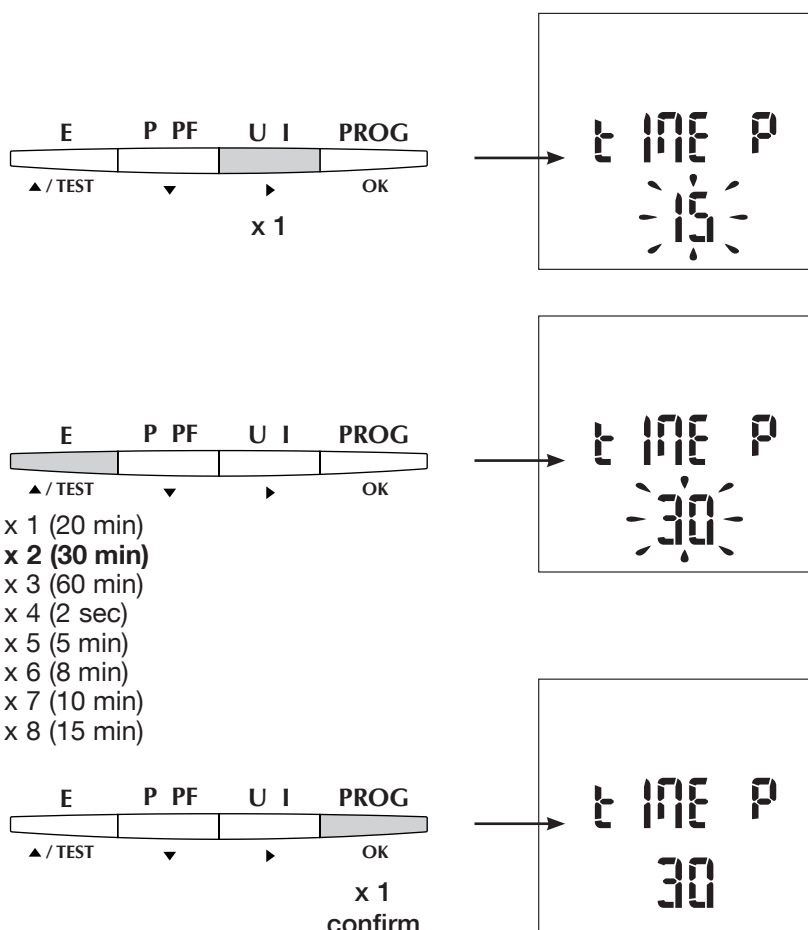 E P PF U I PROG
▲ / TEST ▼ ▶ OK
x 1
t IME P
15
E P PF U I PROG
▲ / TEST ▼ ▶ OK
x 1 (20 min)
x 2 (30 min)
x 3 (60 min)
x 4 (2 sec)
x 5 (5 min)
x 6 (8 min)
x 7 (10 min)
x 8 (15 min)
t IME P
30
E P PF U I PROG
▲ / TEST ▼ ▶ OK
x 1
confirm
t IME P
30